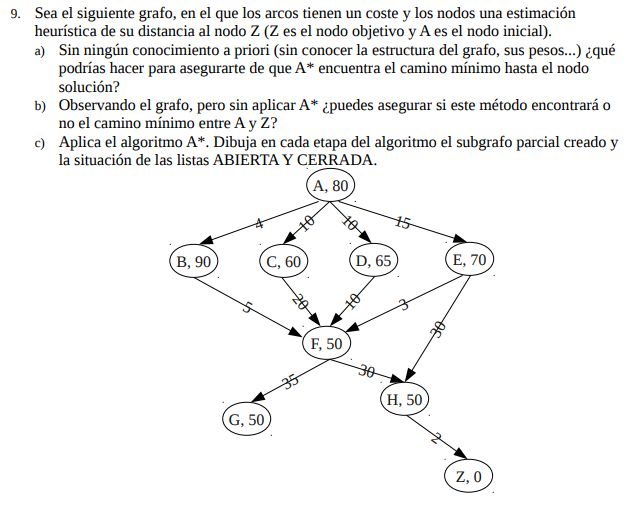 9. Sea el siguiente grafo, en el que los arcos tienen un coste y los nodos una estimación
heurística de su distancia al nodo Z (Z es el nodo objetivo y A es el nodo inicial).
a) Sin ningún conocimiento a priori (sin conocer la estructura del grafo, sus pesos...) ¿qué
podrías hacer para asegurarte de que A* encuentra el camino mínimo hasta el nodo
solución?
b) Observando el grafo, pero sin aplicar A* ¿puedes asegurar si este método encontrará o
no el camino mínimo entre A y Z?
c) Aplica el algoritmo A*. Dibuja en cada etapa del algoritmo el subgrafo parcial creado y
la situación de las listas ABIERTA Y CERRADA.
A, 80
4
10
10
15
B, 90
C, 60
D, 65
E, 70
5
20
10
3
30
F, 50
35
30
H, 50
G, 50
2
Z, 0